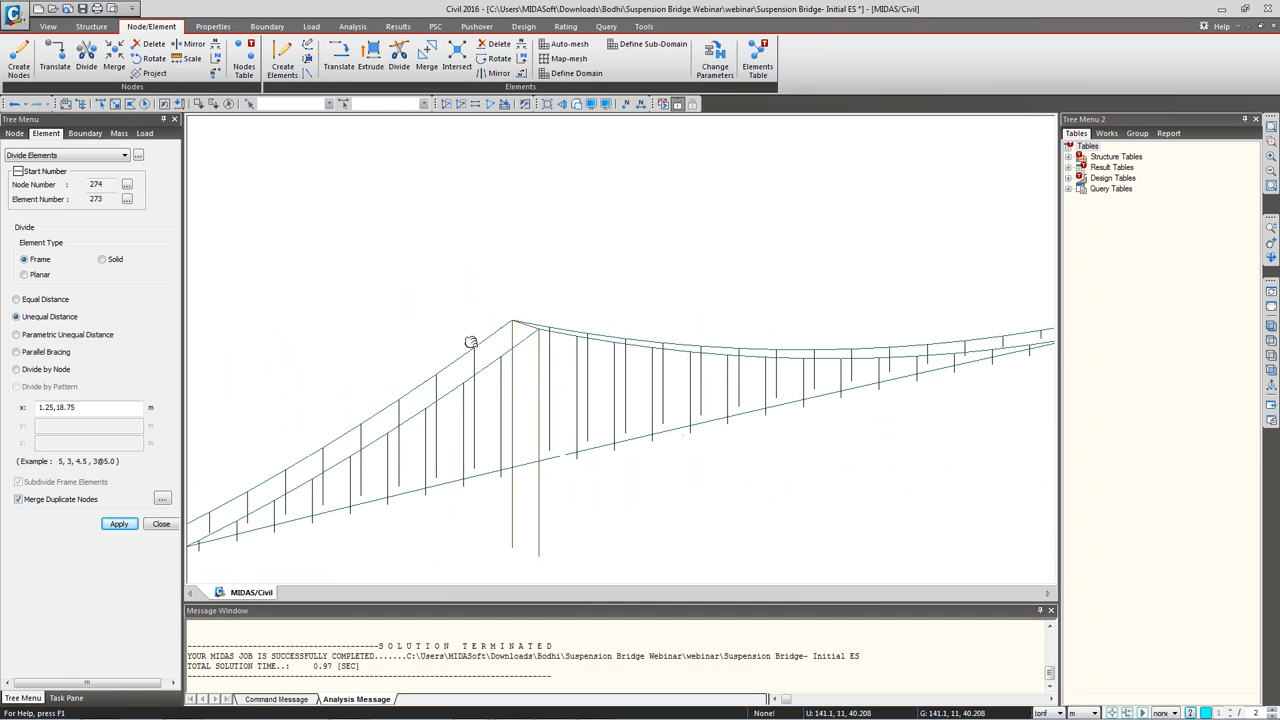 Civil 2016 - [C:\Users\MIDASoft\Downloads\Bodhi\Suspension Bridge Webinar\webinar\Suspension Bridge- Initial ES *] - [MIDAS/Civil]
View Structure Node/Element Properties Boundary Load Analysis Results PSC Pushover Design Rating Query Tools Help
Create Nodes Translate Divide Merge Delete Rotate Project Mirror Scale Nodes Table Create Elements Translate Extrude Divide Merge Intersect Delete Rotate Mirror Auto-mesh Map-mesh Define Domain Define Sub-Domain Change Parameters Elements Table
Nodes Elements
Tree Menu
Node Element Boundary Mass Load
Divide Elements
Start Number
Node Number : 274
Element Number : 273
Divide
Element Type
Frame Solid
Planar
Equal Distance
Unequal Distance
Parametric Unequal Distance
Parallel Bracing
Divide by Node
Divide by Pattern
x: 1.25,18.75 m
y: m
z: m
( Example : 5, 3, 4.5 , 3@5.0 )
Subdivide Frame Elements
Merge Duplicate Nodes ...
Apply Close
Tree Menu Task Pane
Tree Menu 2
Tables Works Group Report
Tables
Structure Tables
Result Tables
Design Tables
Query Tables
MIDAS/Civil
Message Window
-----------------------------------------S O L U T I O N   T E R M I N A T E D
YOUR MIDAS JOB IS SUCCESSFULLY COMPLETED......C:\Users\MIDASoft\Downloads\Bodhi\Suspension Bridge Webinar\webinar\Suspension Bridge- Initial ES
TOTAL SOLUTION TIME..: 0.97 [SEC]
Command Message Analysis Message
For Help, press F1 None! U: 141.1, 11, 40.208 G: 141.1, 11, 40.208 tonf m none 1 / 2